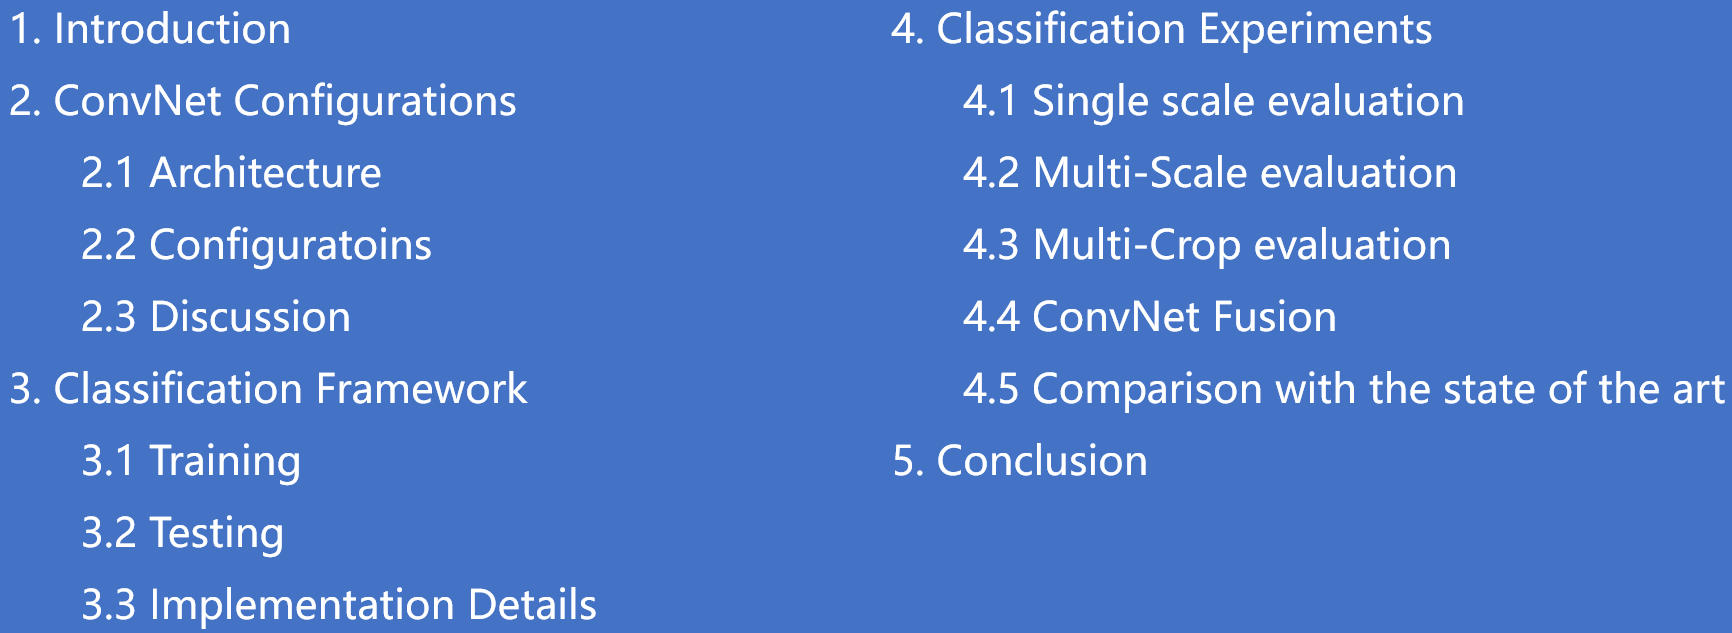 1. Introduction
2. ConvNet Configurations
2.1 Architecture
2.2 Configuratoins
2.3 Discussion
3. Classification Framework
3.1 Training
3.2 Testing
3.3 Implementation Details
4. Classification Experiments
4.1 Single scale evaluation
4.2 Multi-Scale evaluation
4.3 Multi-Crop evaluation
4.4 ConvNet Fusion
4.5 Comparison with the state of the art
5. Conclusion